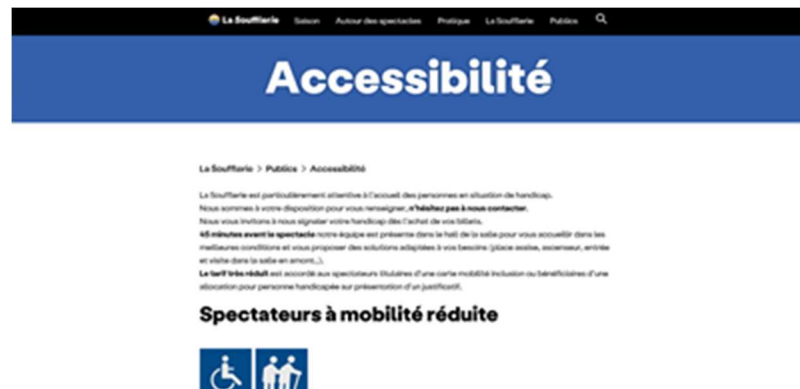 La Soufflerie Saison Autour des spectacles Pratique La Soufflerie Publics
Accessibilité
La Soufflerie > Publics > Accessibilité
La Soufflerie est particulièrement attentive à l'accueil des personnes en situation de handicap.
Nous sommes à votre disposition pour vous renseigner, n'hésitez pas à nous contacter.
Nous vous invitons à nous signaler votre handicap dès l'achat de vos billets.
45 minutes avant le spectacle notre équipe est présente dans le hall de la salle pour vous accueillir dans les
meilleures conditions et vous proposer des solutions adaptées à vos besoins (place assise, ascenseur, entrée
et visite dans la salle en amont…).
Le tarif très réduit est accordé aux spectateurs titulaires d'une carte mobilité inclusion ou bénéficiaires d'une
allocation pour personne handicapée sur présentation d'un justificatif.
Spectateurs à mobilité réduite